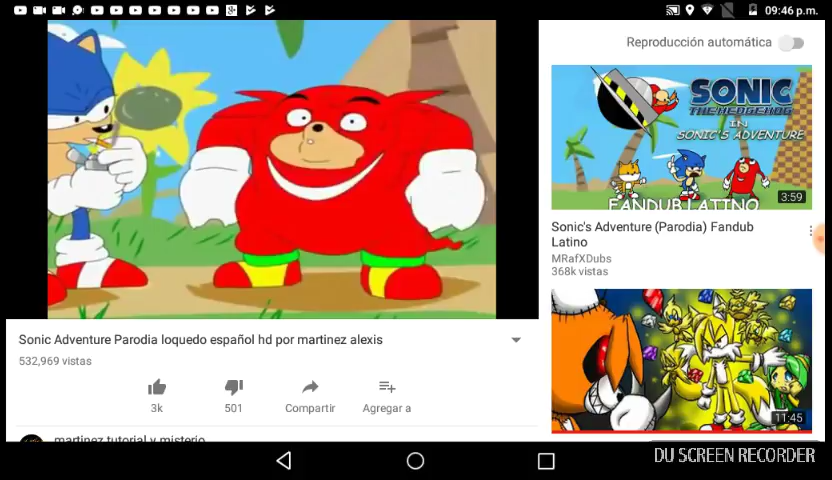 09:46 p.m.
Reproducción automática
SONIC
THE HEDGEHOG
IN
SONIC'S ADVENTURE
FANDUB LATINO
3:59
Sonic's Adventure (Parodia) Fandub
Latino
MRafXDubs
368k vistas
Sonic Adventure Parodia loquedo español hd por martinez alexis
532,969 vistas
3k
501
Compartir
Agregar a
martinez tutorial y misterio
11:45
DU SCREEN RECORDER